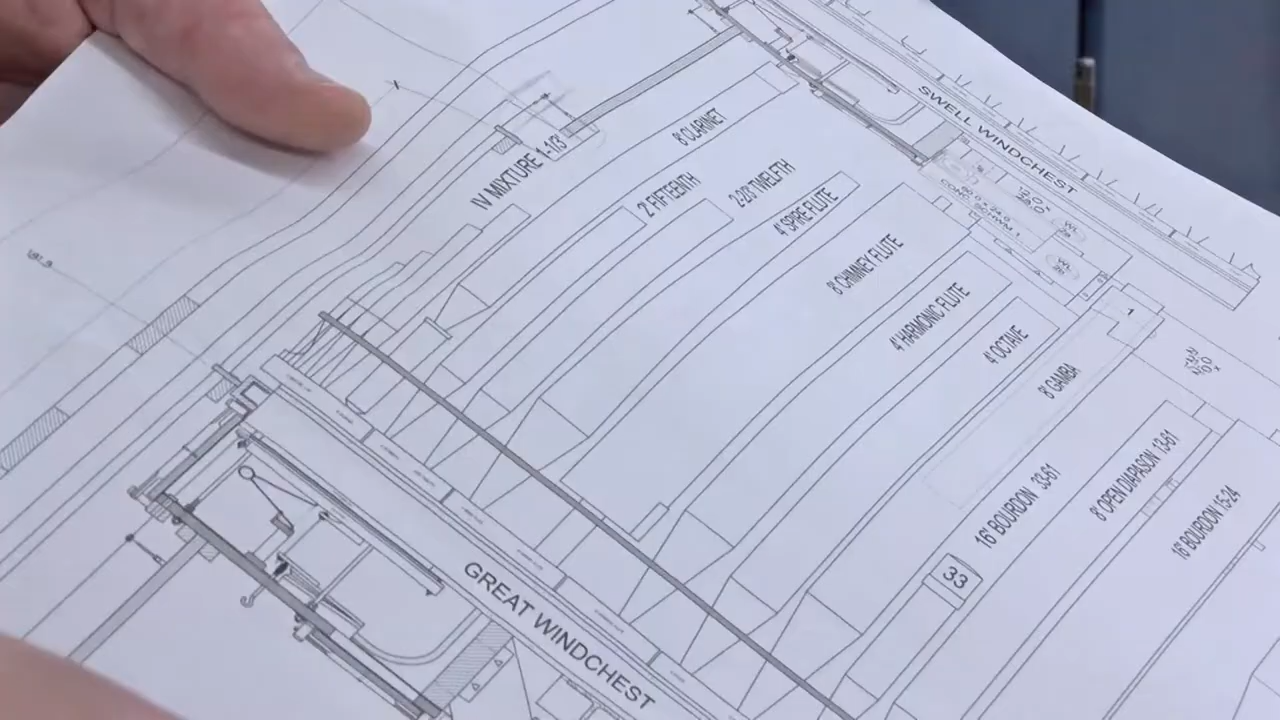 SWELL WINDCHEST
8' CLARINET
IV MIXTURE 1-1/3'
2' FIFTEENTH
2-2/3' TWELFTH
4' SPIRE FLUTE
8' CHIMNEY FLUTE
4' HARMONIC FLUTE
4' OCTAVE
8' GAMBA
1
16' BOURDON 33-61
8' OPEN DIAPASON 13-61
16' BOURDON 15-24
33
GREAT WINDCHEST